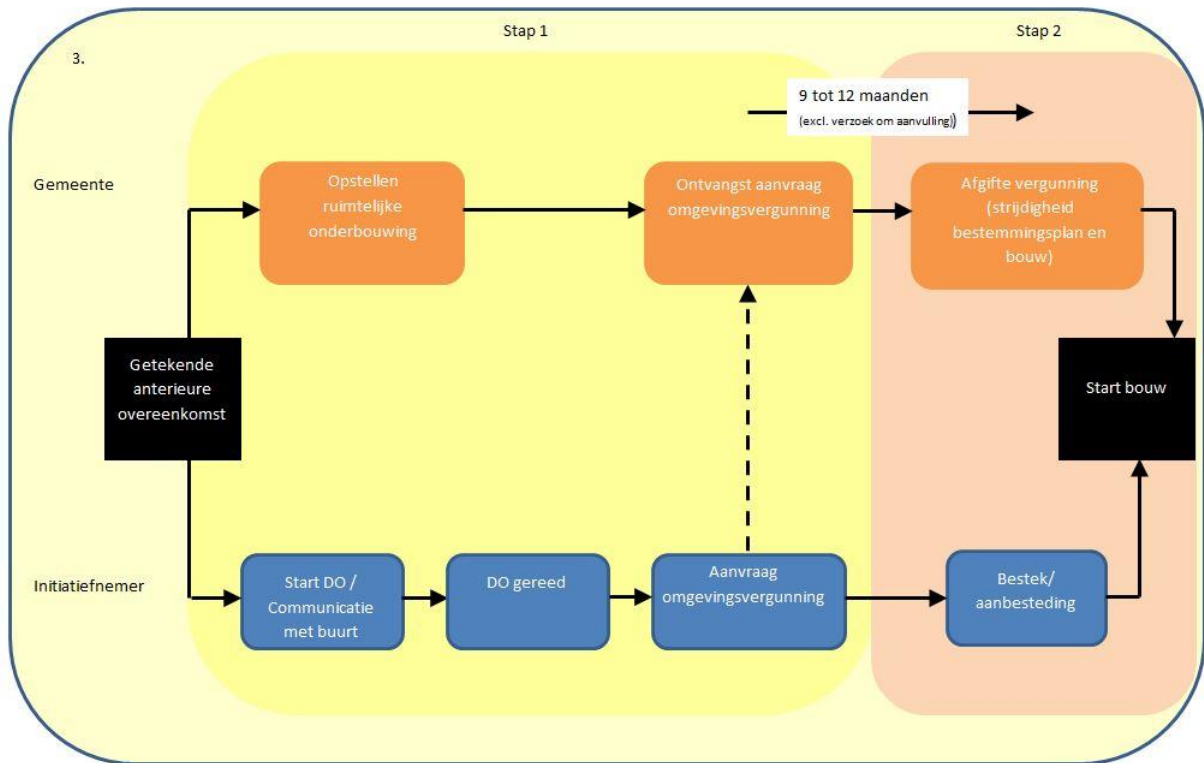 Stap 1
Stap 2
3.
9 tot 12 maanden
(excl. verzoek om aanvulling))
Gemeente
Opstellen
ruimtelijke
onderbouwing
Ontvangst aanvraag
omgevingsvergunning
Afgifte vergunning
(strijdigheid
bestemmingsplan en
bouw)
Getekende
anterieure
overeenkomst
Start bouw
Initiatiefnemer
Start DO /
Communicatie
met buurt
DO gereed
Aanvraag
omgevingsvergunning
Bestek/
aanbesteding